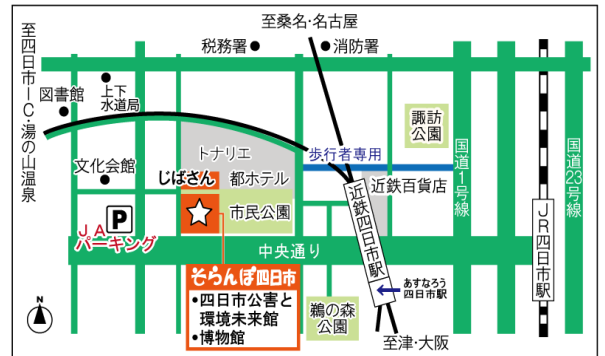 至桑名・名古屋
税務署
消防署
至四日市IC・湯の山温泉
図書館
上下
水道局
諏訪
公園
国道1号線
国道23号線
トナリエ
歩行者専用
文化会館
じばさん
都ホテル
近鉄百貨店
P
JA
パーキング
市民公園
近鉄四日市駅
JR四日市駅
中央通り
そらんぽ四日市
•四日市公害と
環境未来館
•博物館
あすなろう
四日市駅
鵜の森
公園
N
至津・大阪